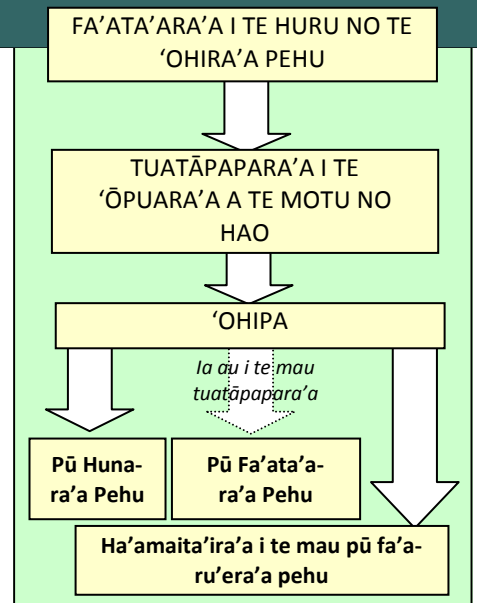 FA’ATA’ARA’A I TE HURU NO TE
‘OHIRA’A PEHU
TUATĀPAPARA’A I TE
‘ŌPUARA’A A TE MOTU NO
HAO
‘OHIPA
Ia au i te mau
tuatāpapara’a
Pū Huna-
ra’a Pehu
Pū Fa’ata’a-
ra’a Pehu
Ha’amaita’ira’a i te mau pū fa’a-
ru’era’a pehu